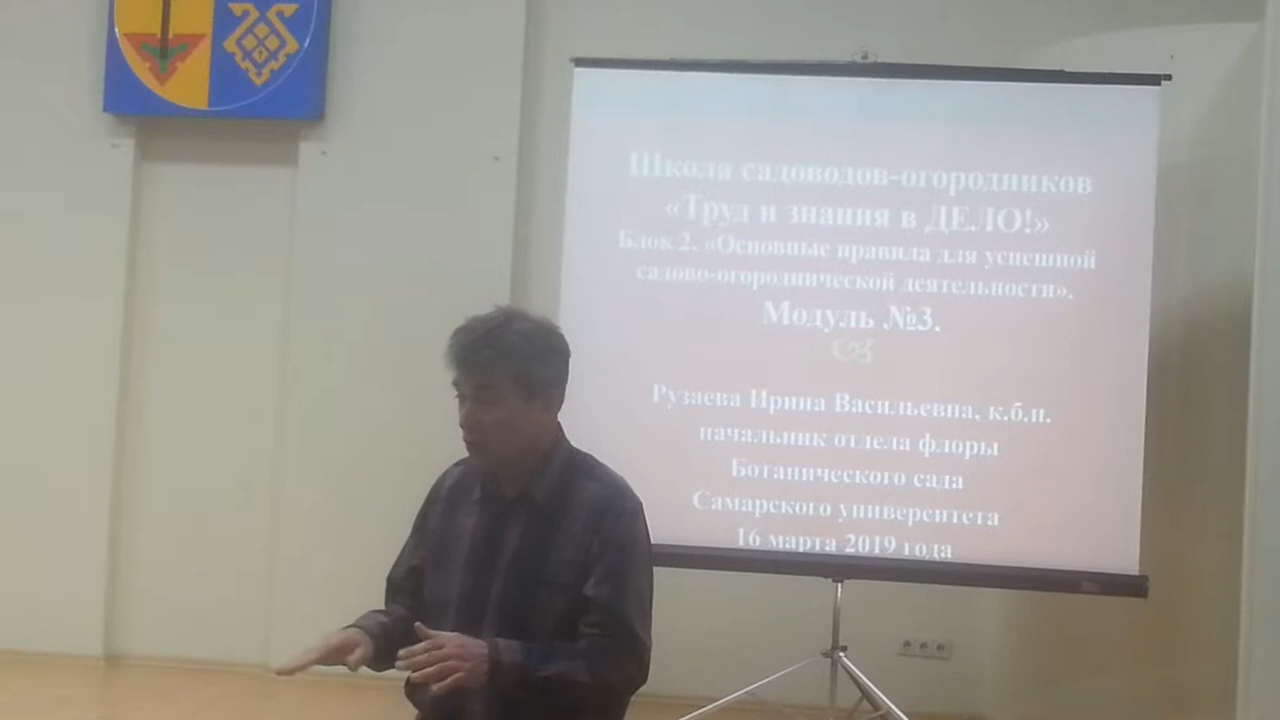 Школа садоводов-огородников
«Труд и знания в ДЕЛО!»
Блок 2. «Основные правила для успешной
садово-огороднической деятельности».
Модуль №3.
Рузаева Ирина Васильевна, к.б.н.
начальник отдела флоры
Ботанического сада
Самарского университета
16 марта 2019 года